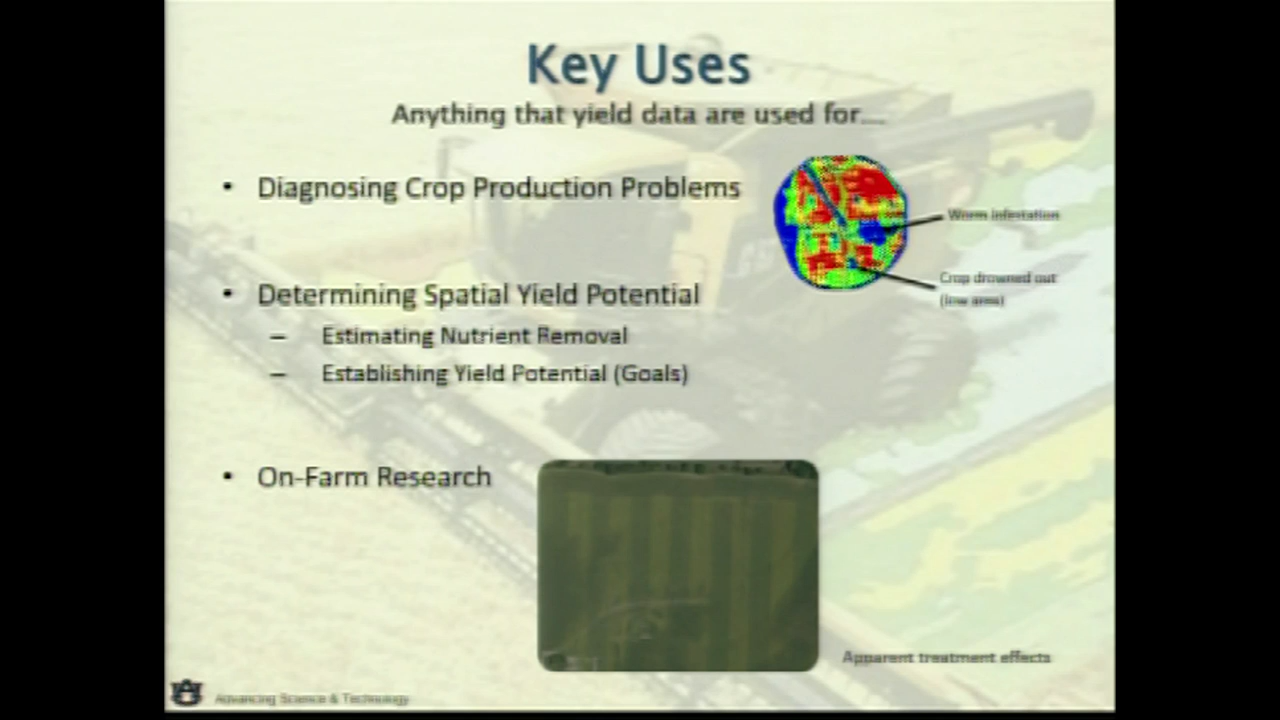 Key Uses
Anything that yield data are used for....
• Diagnosing Crop Production Problems
Worm infestation
Crop drowned out
(low area)
• Determining Spatial Yield Potential
– Estimating Nutrient Removal
– Establishing Yield Potential (Goals)
• On-Farm Research
Apparent treatment effects
Advancing Science & Technology